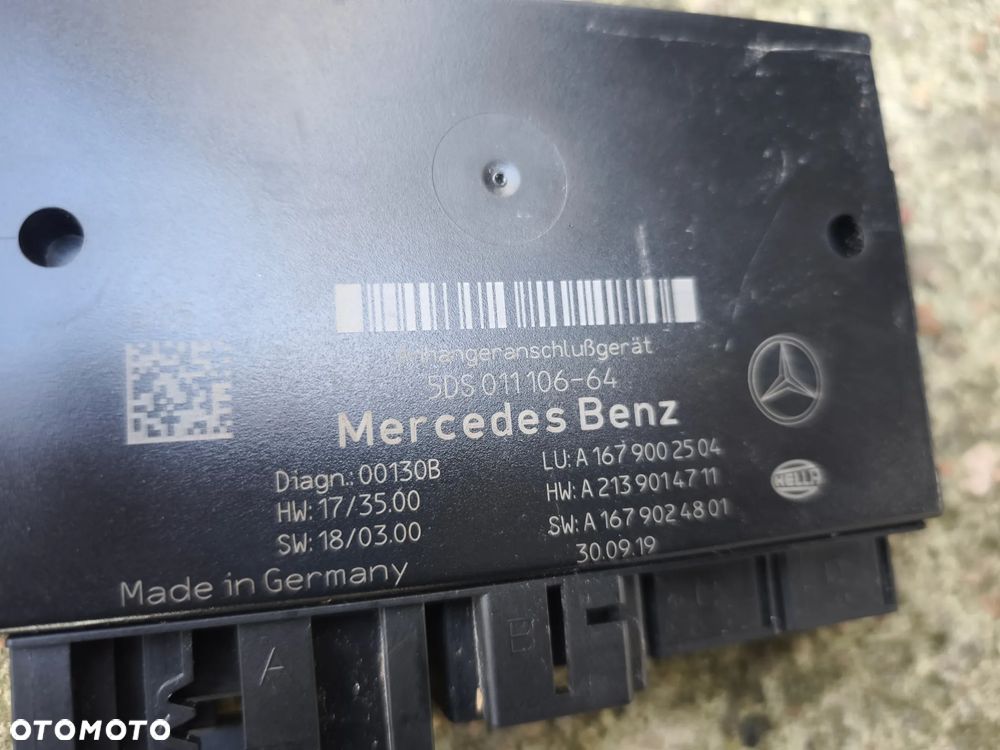 Anhängeranschlußgerät
5DS 011 106-64
Mercedes Benz
Diagn.: 00130B
HW: 17/35.00
SW: 18/03.00
LU: A 167 900 25 04
HW: A 213 901 47 11
SW: A 167 902 48 01
30.09.19
HELLA
Made in Germany
A
B
OTOMOTO